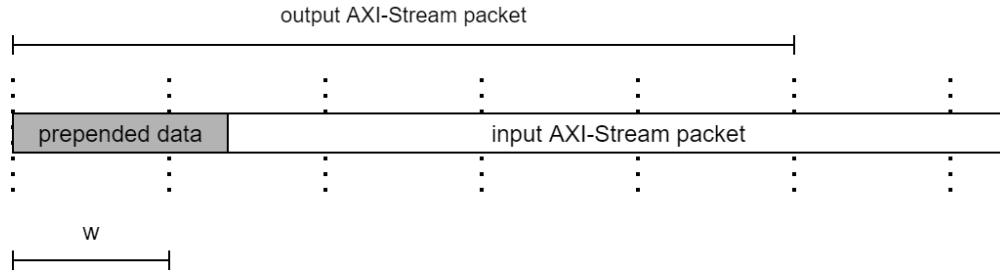 output AXI-Stream packet
prepended data input AXI-Stream packet
w